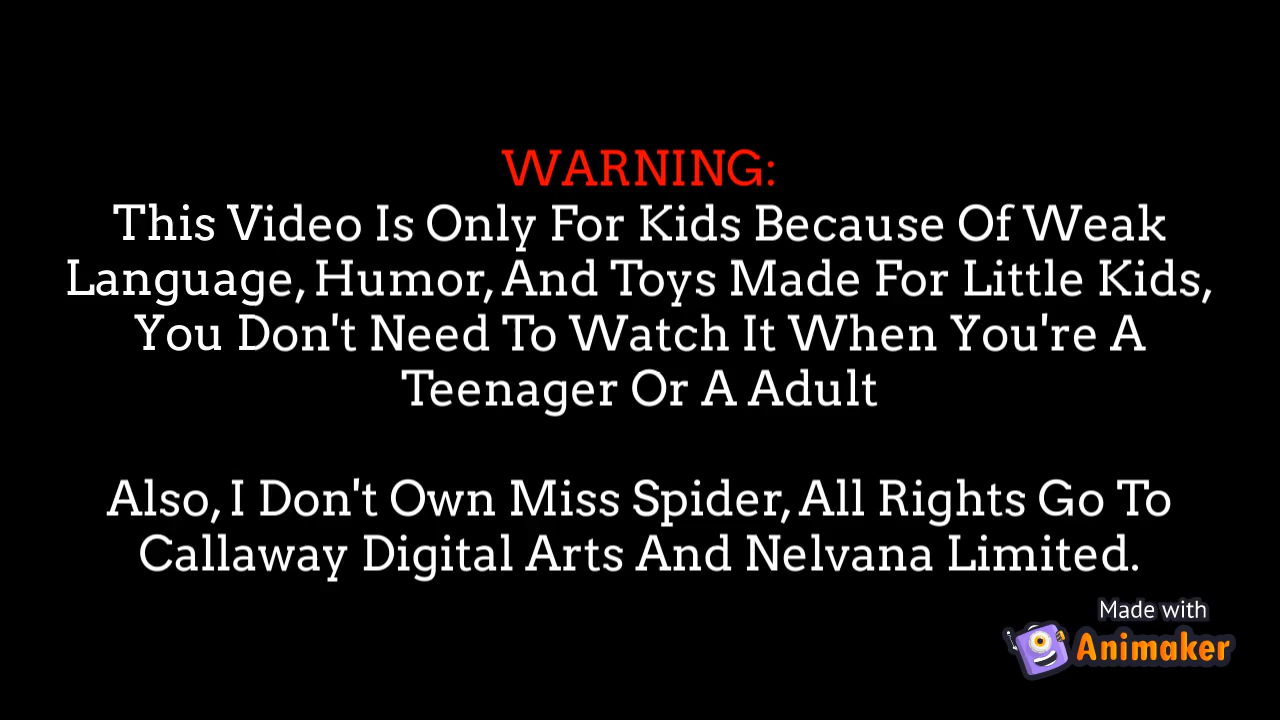 WARNING:
This Video Is Only For Kids Because Of Weak
Language, Humor, And Toys Made For Little Kids,
You Don't Need To Watch It When You're A
Teenager Or A Adult
Also, I Don't Own Miss Spider, All Rights Go To
Callaway Digital Arts And Nelvana Limited.
Made with
Animaker